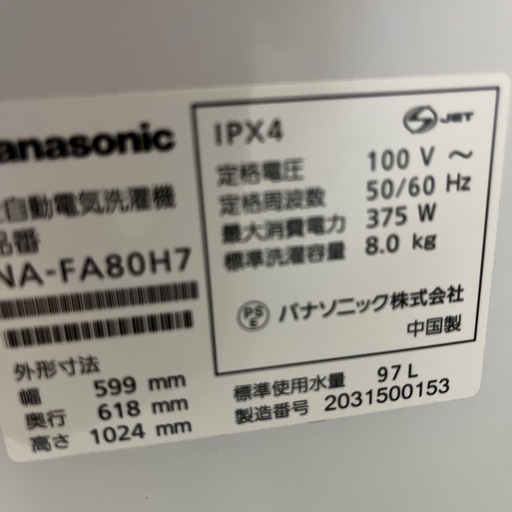 anasonic
自動電気洗濯機
品番
NA-FA80H7
外形寸法
幅 599 mm
奥行 618 mm
高さ 1024 mm
IPX4
S JET
定格電圧 100 V ～
定格周波数 50/60 Hz
最大消費電力 375 W
標準洗濯容量 8.0 kg
PSE パナソニック株式会社
中国製
標準使用水量 97 L
製造番号 2031500153